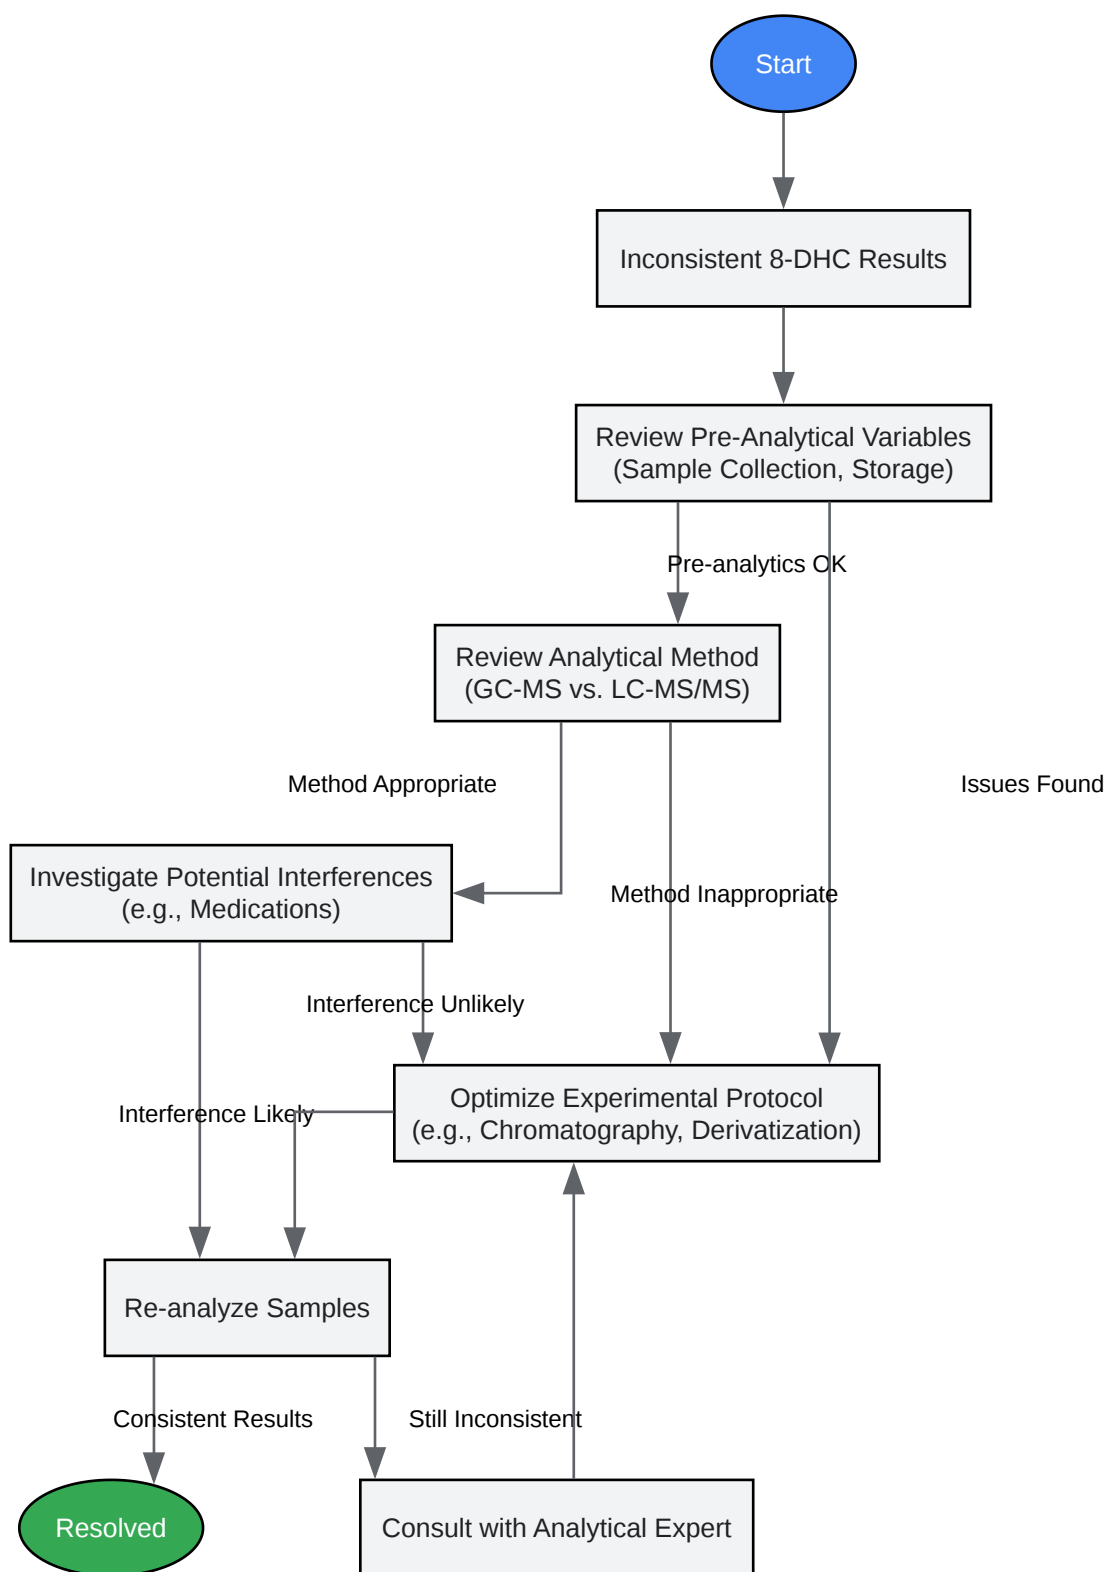 Start
Inconsistent 8-DHC Results
Review Pre-Analytical Variables
(Sample Collection, Storage)
Pre-analytics OK
Review Analytical Method
(GC-MS vs. LC-MS/MS)
Method Appropriate
Issues Found
Investigate Potential Interferences
(e.g., Medications)
Method Inappropriate
Interference Unlikely
Optimize Experimental Protocol
(e.g., Chromatography, Derivatization)
Interference Likely
Re-analyze Samples
Consistent Results
Still Inconsistent
Resolved
Consult with Analytical Expert